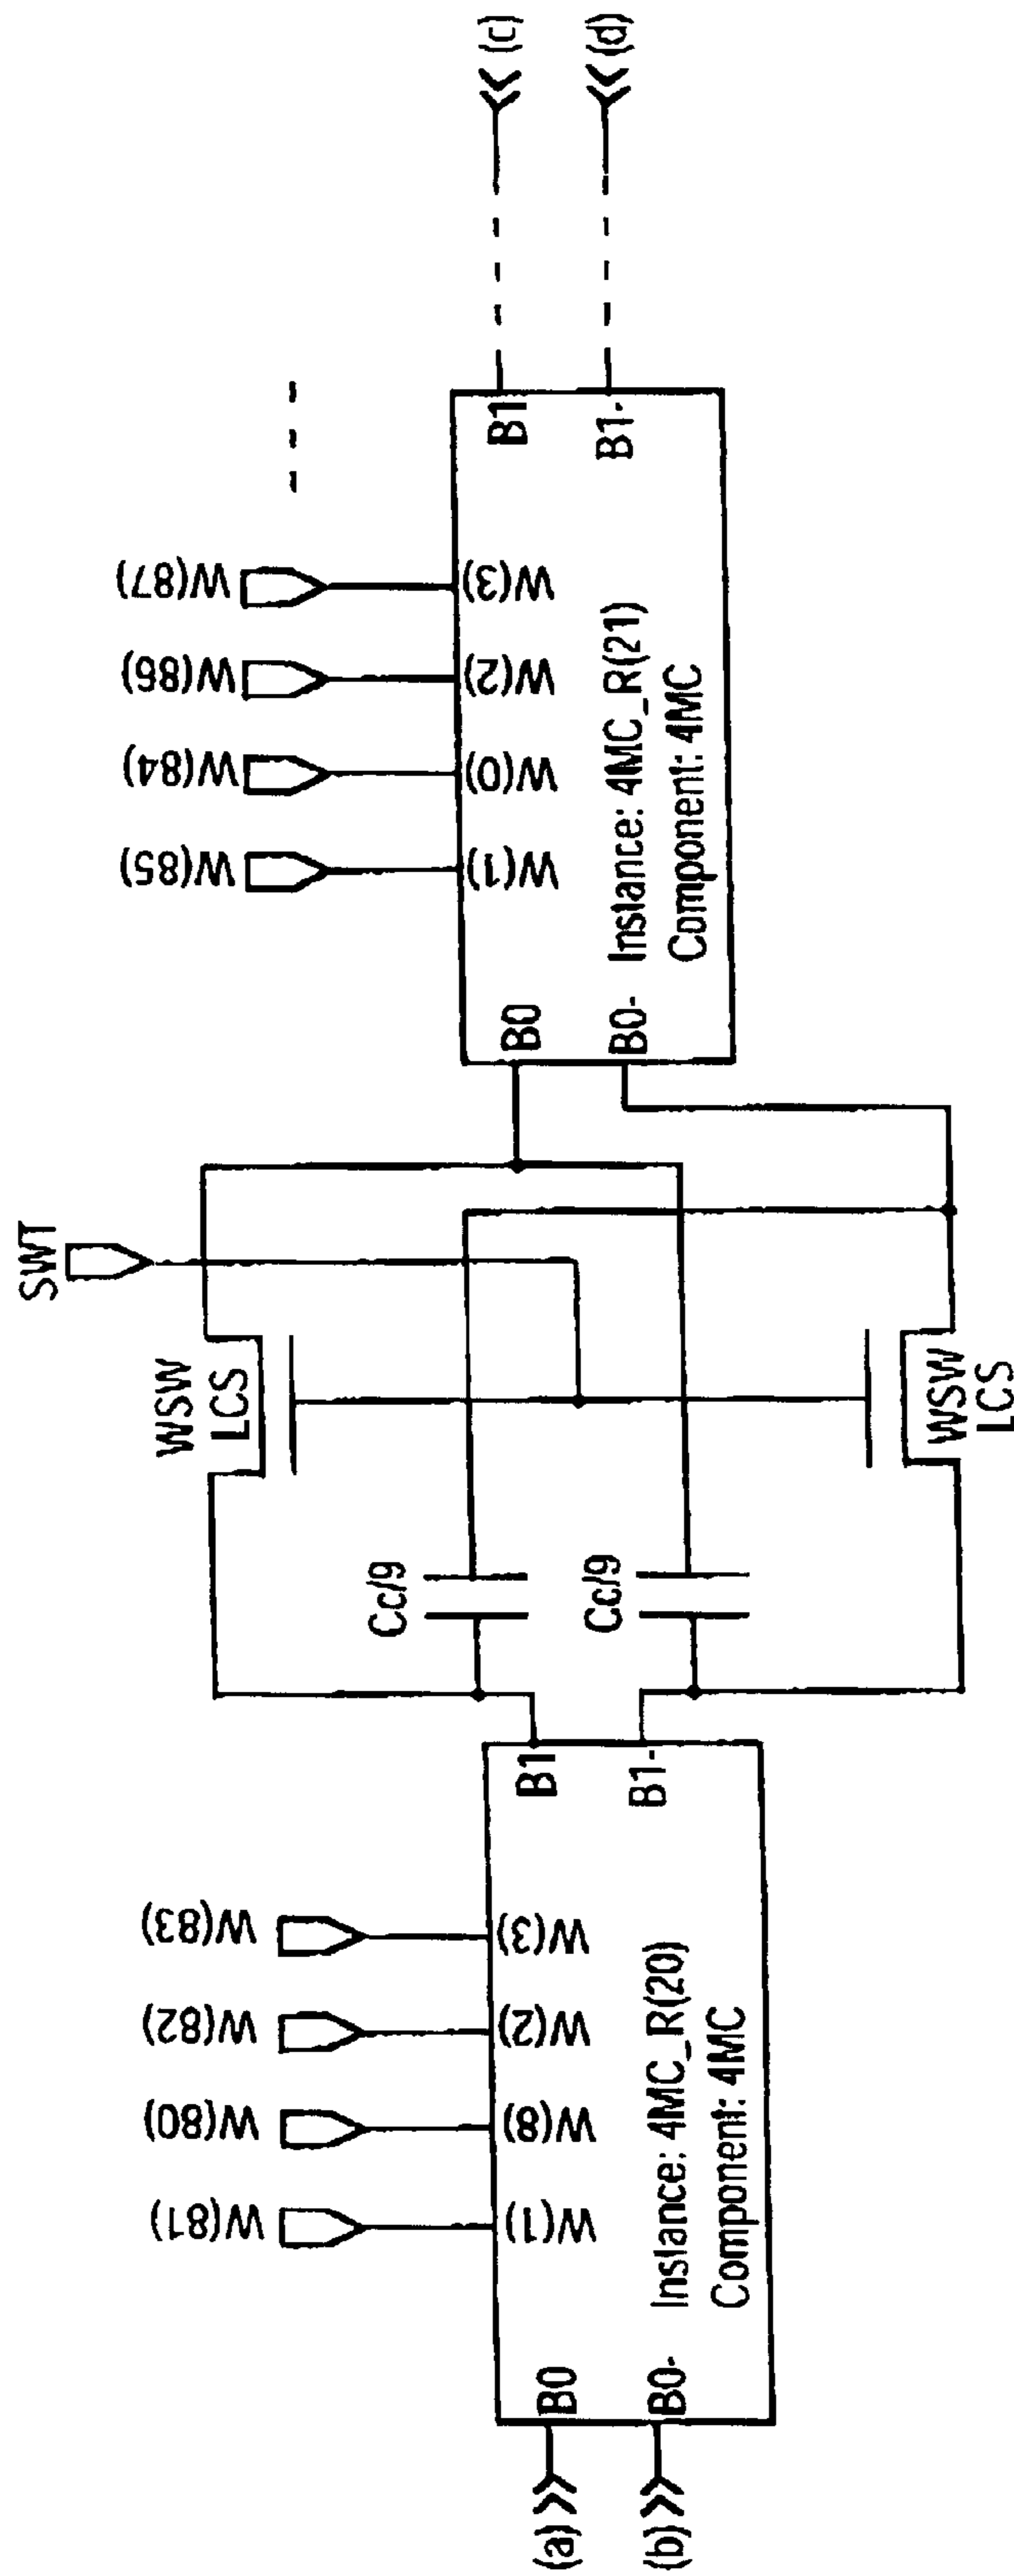 SWT
W(81)
W(80)
W(82)
W(83)
W(85)
W(84)
W(86)
W(87)
WSW
LCS
(a)
(b)
B0
B0-
W(1)
W(8)
W(2)
W(3)
Instance: 4MC_R(20)
Component: 4MC
B1
B1-
Cc/9
Cc/9
WSW
LCS
B0
B0-
W(1)
W(0)
W(2)
W(3)
Instance: 4MC_R(21)
Component: 4MC
B1
B1-
(c)
(d)